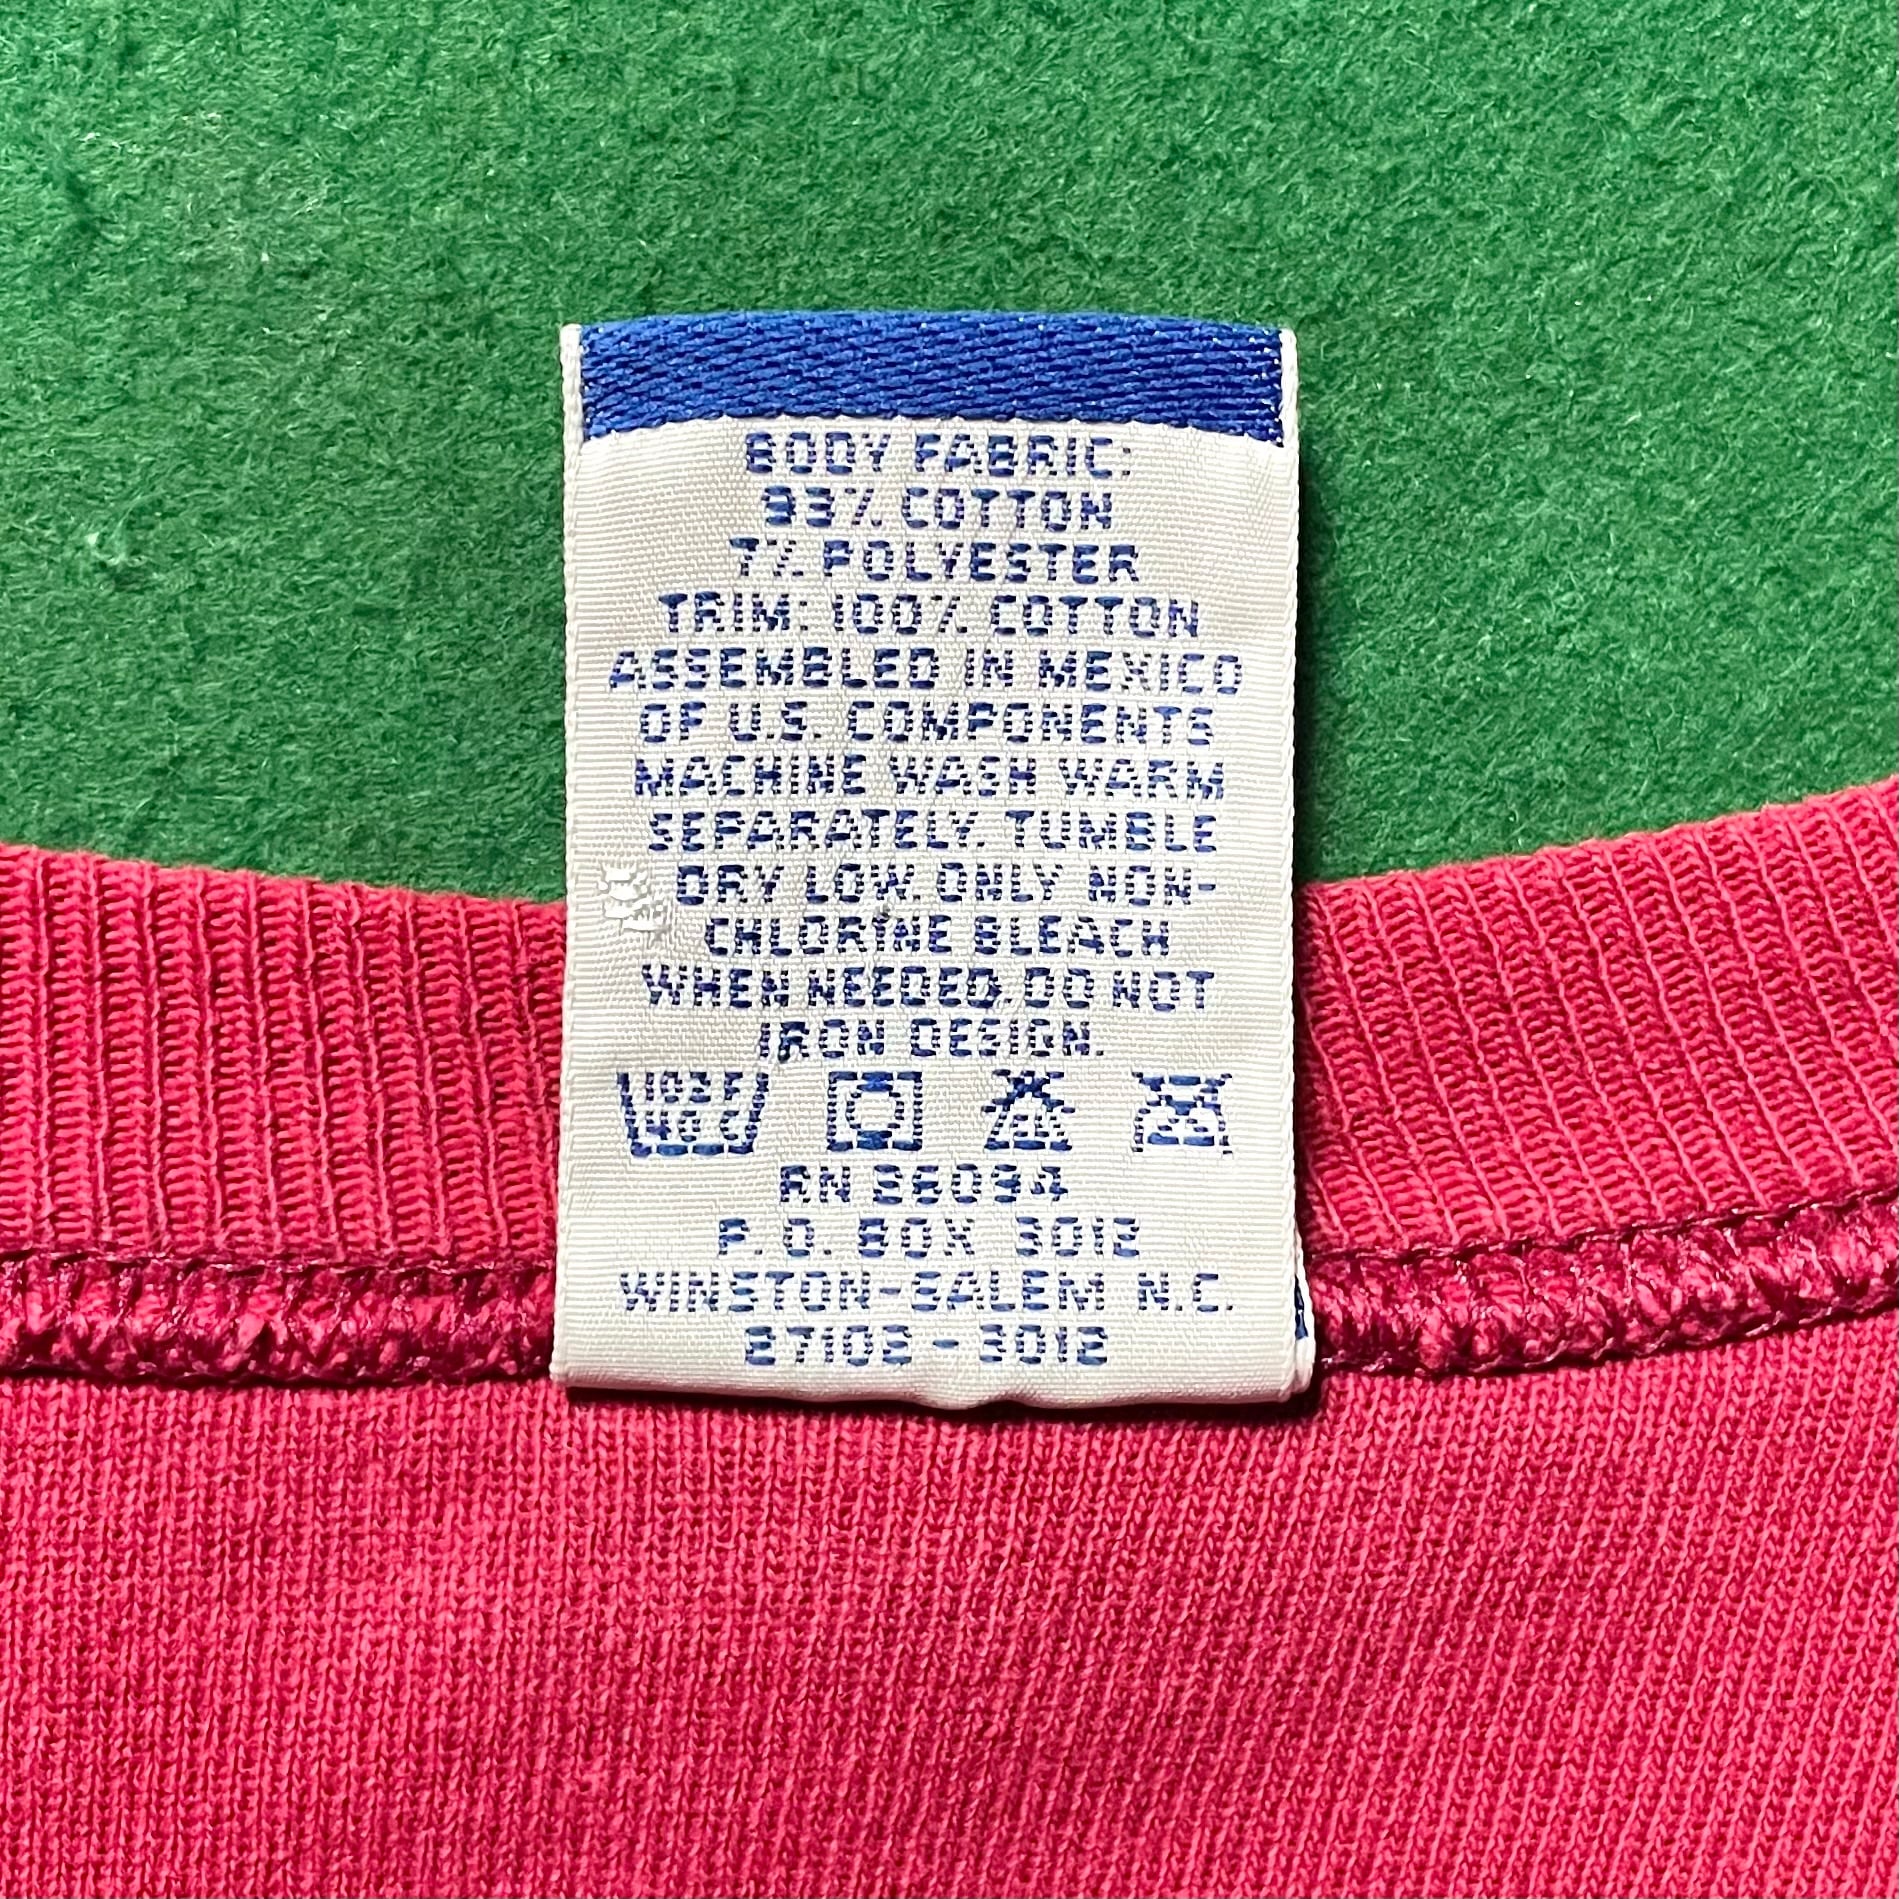 BODY FABRIC:
93% COTTON
7% POLYESTER
TRIM: 100% COTTON
ASSEMBLED IN MEXICO
OF U.S. COMPONENTS
MACHINE WASH WARM
SEPARATELY. TUMBLE
DRY LOW. ONLY NON-
CHLORINE BLEACH
WHEN NEEDED. DO NOT
IRON DESIGN.
40 C
RN 36094
P.O. BOX 3012
WINSTON-SALEM N.C.
27102-3012